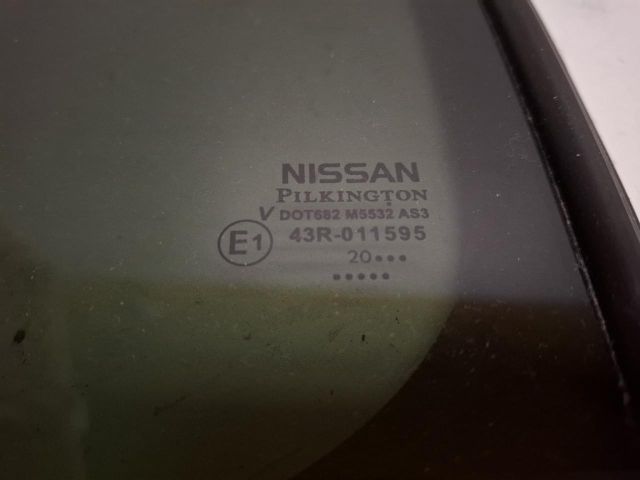 NISSAN
PILKINGTON
V DOT682 M5532 AS3
E1 43R-011595
20•••
•••••